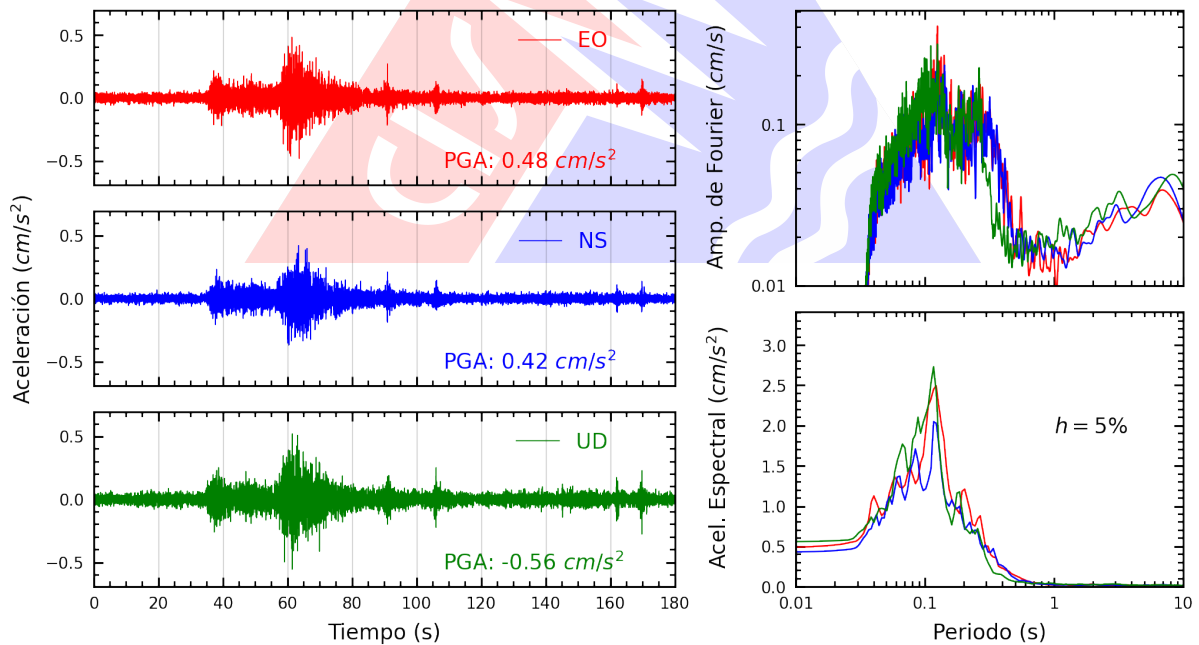 Aceleración (cm/s²)
0.5
0.0
−0.5
EO
PGA: 0.48 cm/s²
0.5
0.0
−0.5
NS
PGA: 0.42 cm/s²
0.5
0.0
−0.5
UD
PGA: -0.56 cm/s²
0 20 40 60 80 100 120 140 160 180
Tiempo (s)
Amp. de Fourier (cm/s)
0.1
0.01
Acel. Espectral (cm/s²)
3.0
2.5
2.0
1.5
1.0
0.5
0.0
h = 5%
0.01 0.1 1 10
Periodo (s)